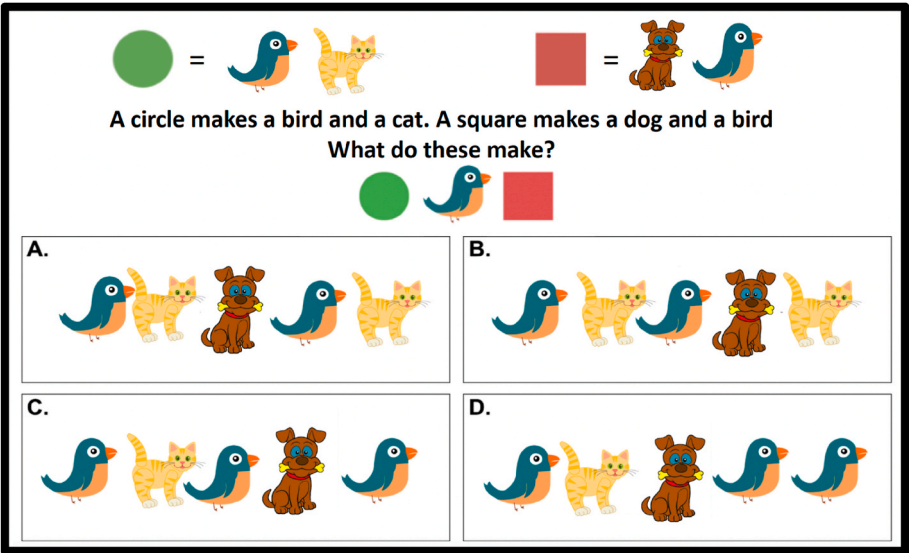 = =
A circle makes a bird and a cat. A square makes a dog and a bird
What do these make?
A. B.
C. D.